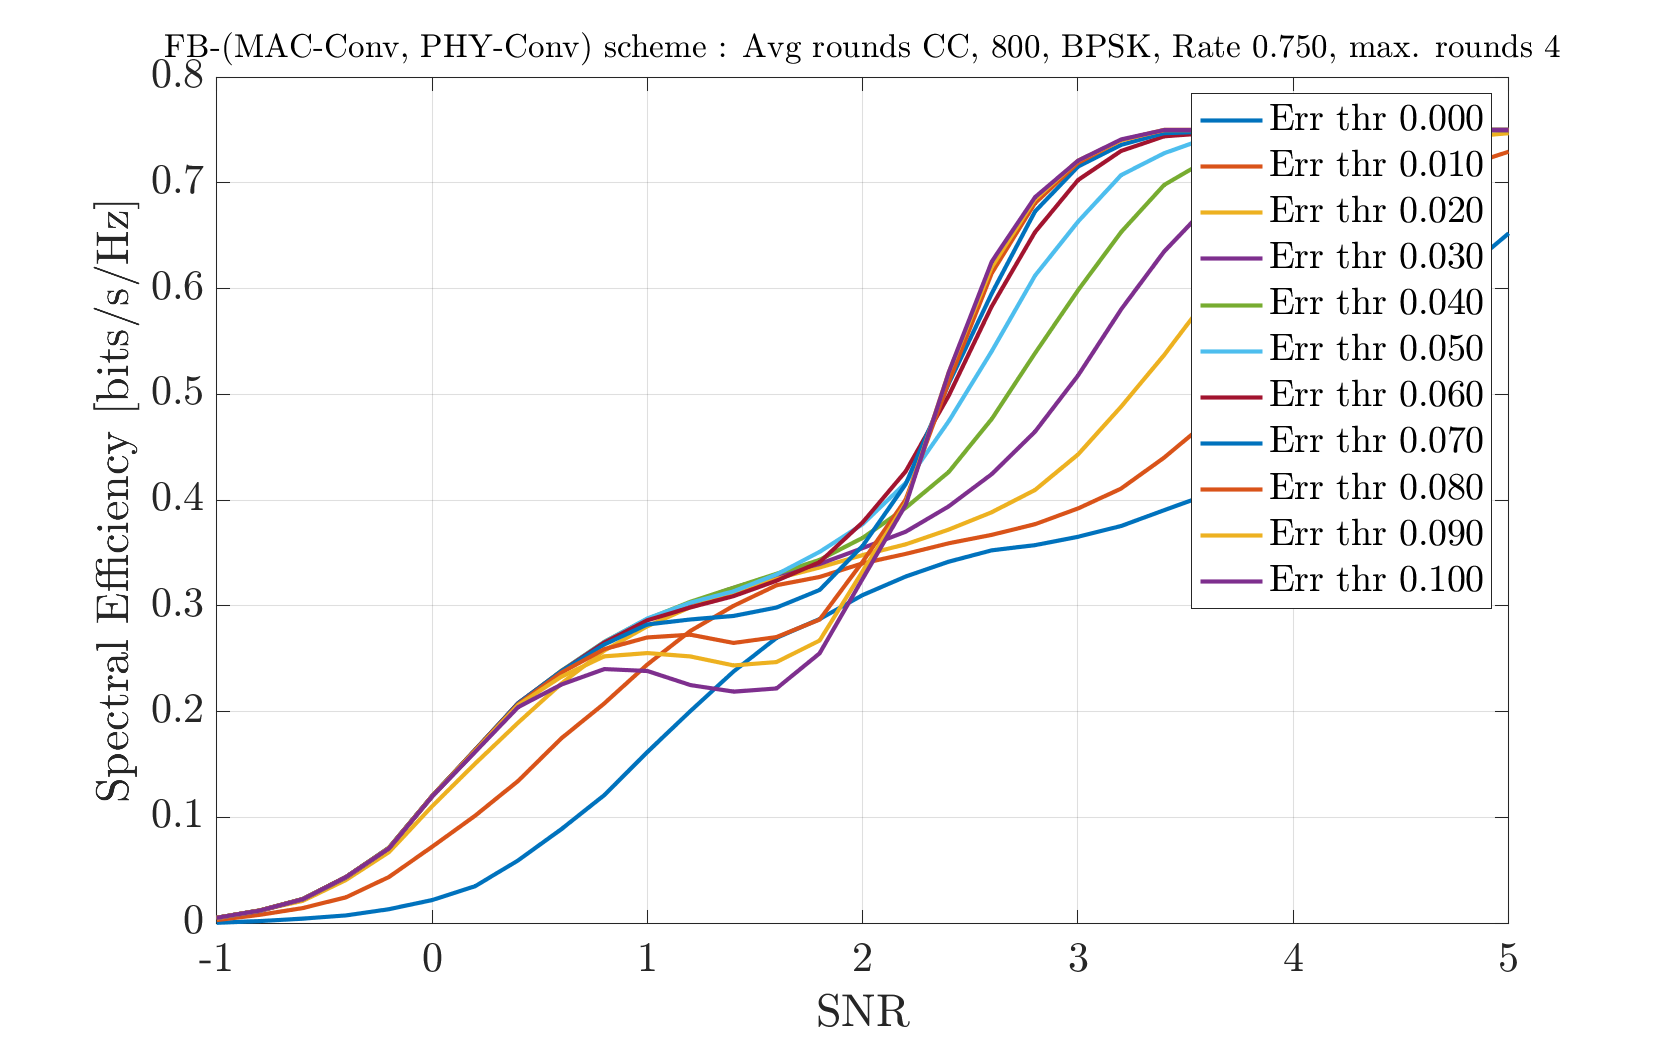 FB-(MAC-Conv, PHY-Conv) scheme : Avg rounds CC, 800, BPSK, Rate 0.750, max. rounds 4
0.8
0.7
0.6
0.5
0.4
0.3
0.2
0.1
0
Spectral Efficiency [bits/s/Hz]
Err thr 0.000
Err thr 0.010
Err thr 0.020
Err thr 0.030
Err thr 0.040
Err thr 0.050
Err thr 0.060
Err thr 0.070
Err thr 0.080
Err thr 0.090
Err thr 0.100
-1 0 1 2 3 4 5
SNR